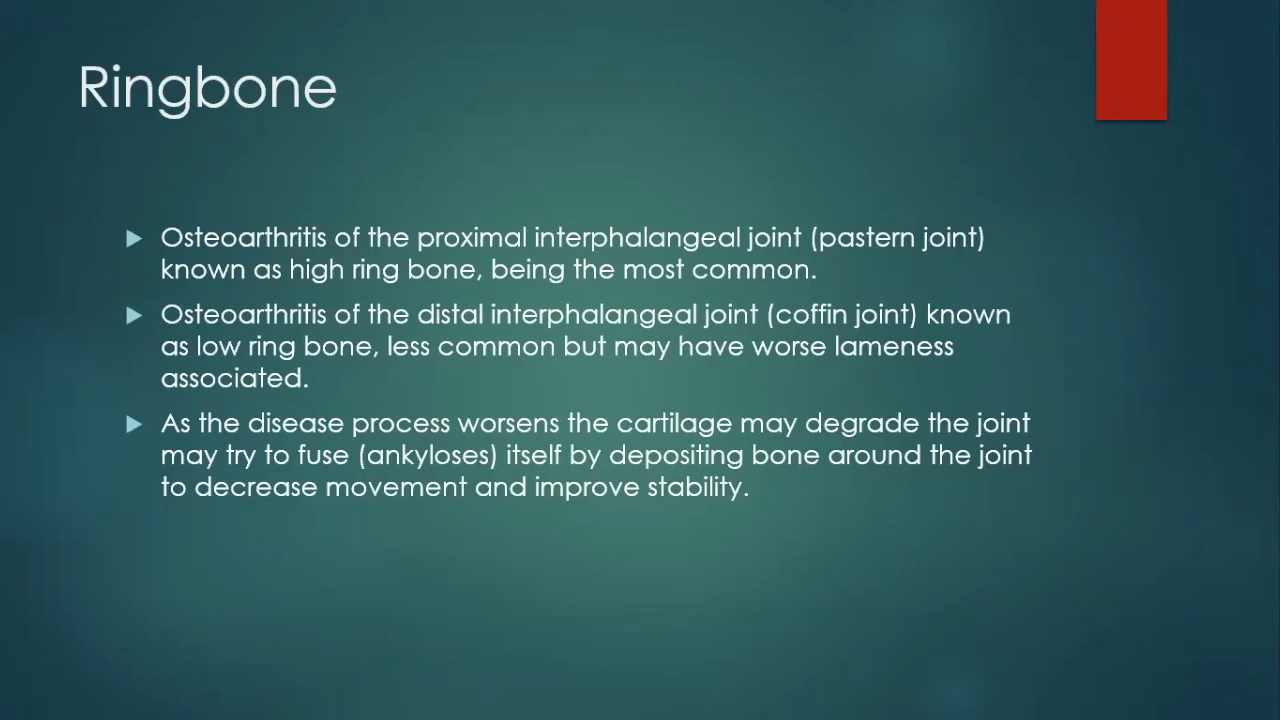 Ringbone
Osteoarthritis of the proximal interphalangeal joint (pastern joint)
known as high ring bone, being the most common.
Osteoarthritis of the distal interphalangeal joint (coffin joint) known
as low ring bone, less common but may have worse lameness
associated.
As the disease process worsens the cartilage may degrade the joint
may try to fuse (ankyloses) itself by depositing bone around the joint
to decrease movement and improve stability.